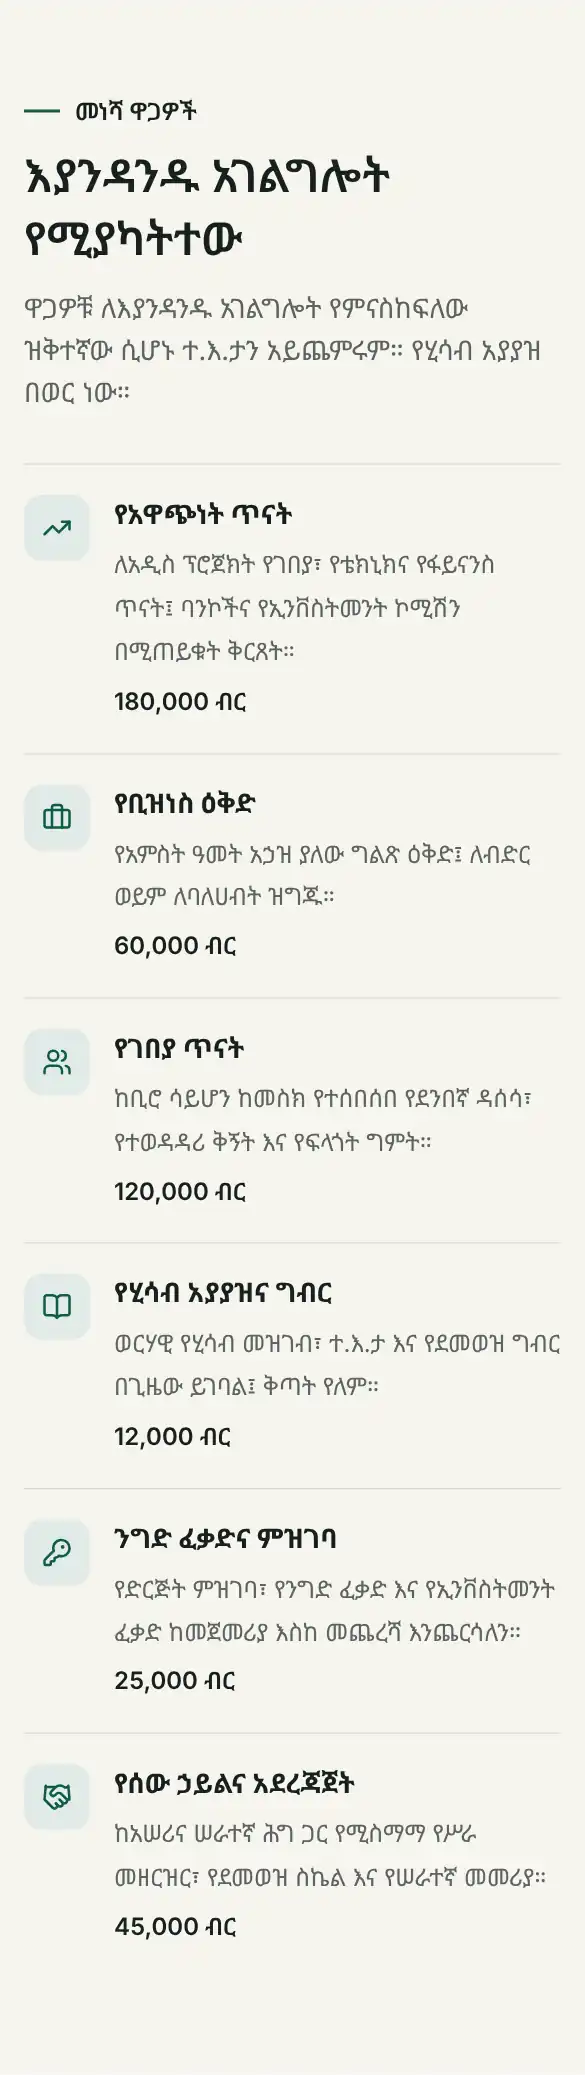 መነሻ ዋጋዎች
እያንዳንዱ አገልግሎት
የሚያካትተው
ዋጋዎቹ ለእያንዳንዱ አገልግሎት የምናስከፍለው
ዝቅተኛው ሲሆኑ ተ.እ.ታን አይጨምሩም። የሂሳብ አያያዝ
በወር ነው።
የአዋጭነት ጥናት
ለአዲስ ፕሮጀክት የገበያ፣ የቴክኒክና የፋይናንስ
ጥናት፤ ባንኮችና የኢንቨስትመንት ኮሚሽን
በሚጠይቁት ቅርጸት።
180,000 ብር
የቢዝነስ ዕቅድ
የአምስት ዓመት አኃዝ ያለው ግልጽ ዕቅድ፤ ለብድር
ወይም ለባለሀብት ዝግጁ።
60,000 ብር
የገበያ ጥናት
ከቢሮ ሳይሆን ከመስክ የተሰበሰበ የደንበኛ ዳሰሳ፣
የተወዳዳሪ ቅኝት እና የፍላጎት ግምት።
120,000 ብር
የሂሳብ አያያዝና ግብር
ወርሃዊ የሂሳብ መዝገብ፣ ተ.እ.ታ እና የደመወዝ ግብር
በጊዜው ይገባል፤ ቅጣት የለም።
12,000 ብር
ንግድ ፈቃድና ምዝገባ
የድርጅት ምዝገባ፣ የንግድ ፈቃድ እና የኢንቨስትመንት
ፈቃድ ከመጀመሪያ እስከ መጨረሻ እንጨርሳለን።
25,000 ብር
የሰው ኃይልና አደረጃጀት
ከአሠሪና ሠራተኛ ሕግ ጋር የሚስማማ የሥራ
መዘርዝር፣ የደመወዝ ስኬል እና የሠራተኛ መመሪያ።
45,000 ብር